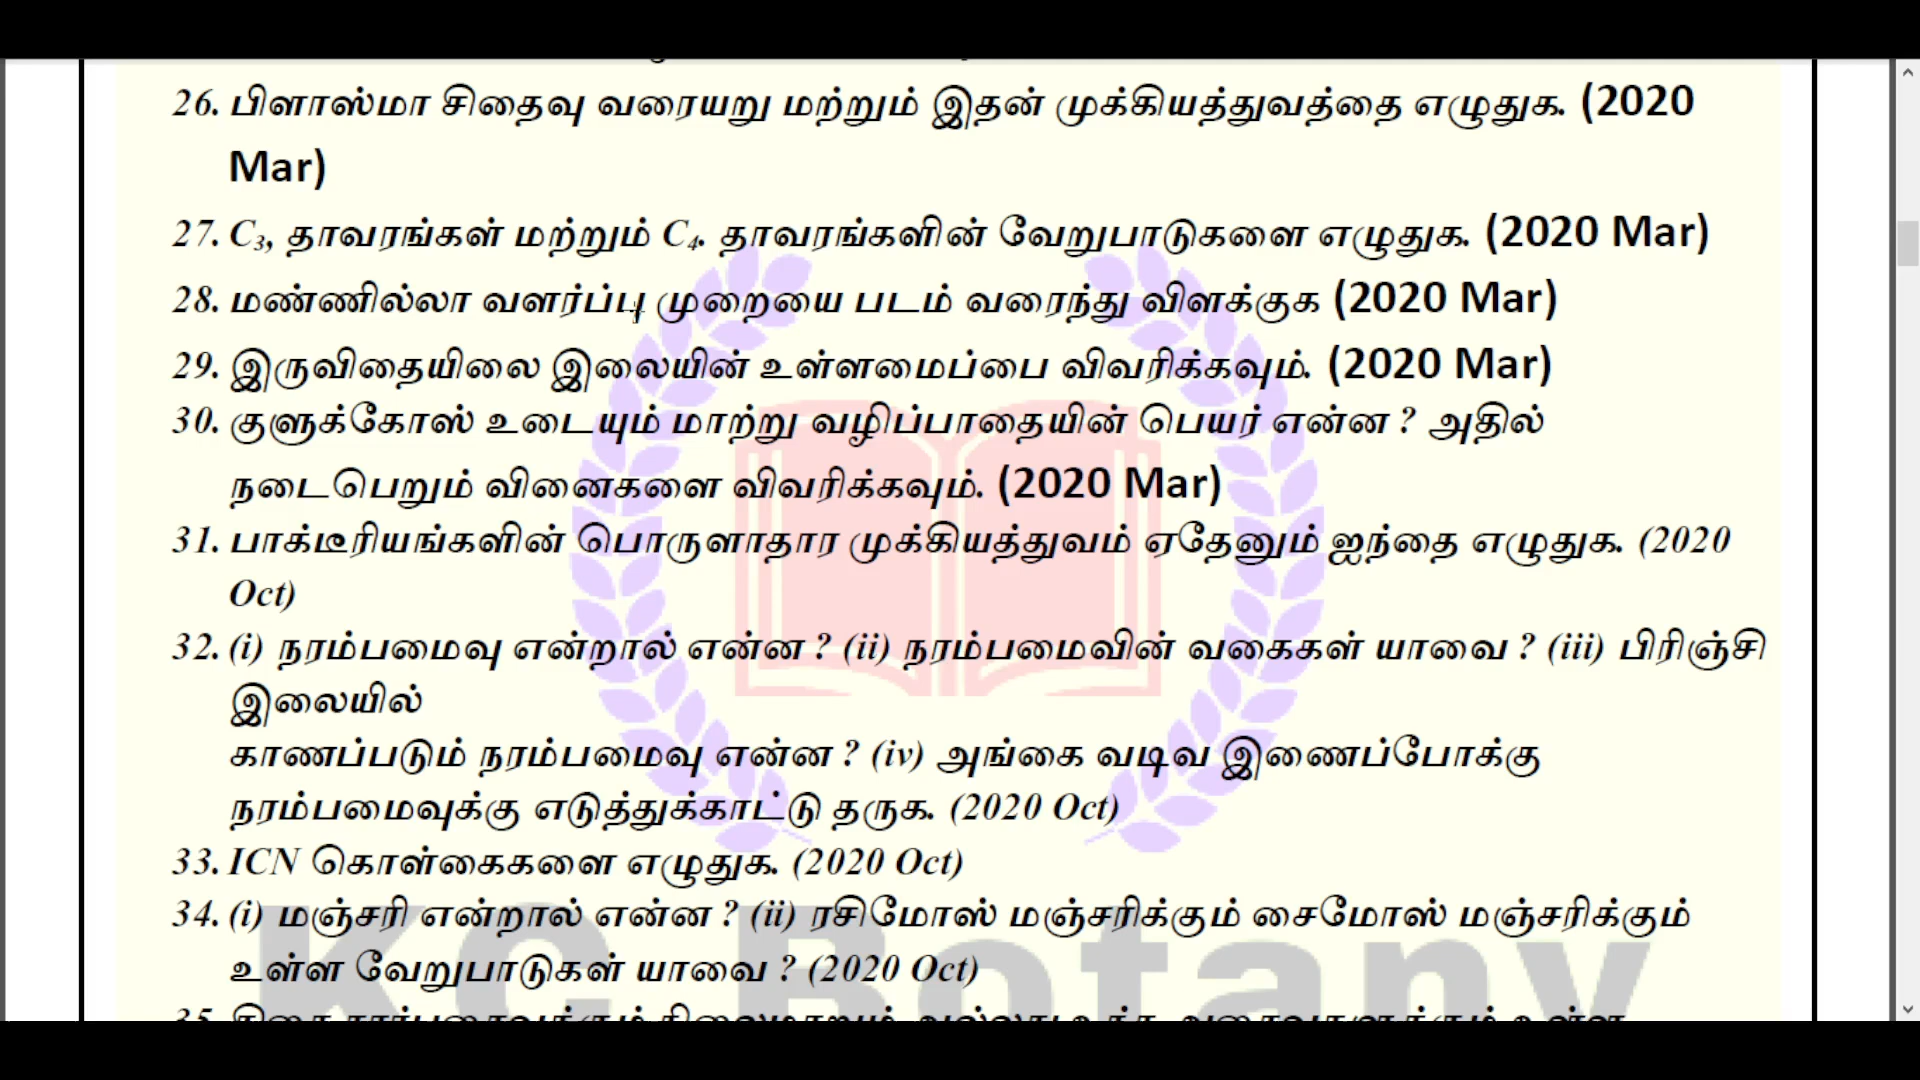 26. பிளாஸ்மா சிதைவு வரையறு மற்றும் இதன் முக்கியத்துவத்தை எழுதுக. (2020
Mar)
27. C₃, தாவரங்கள் மற்றும் C₄. தாவரங்களின் வேறுபாடுகளை எழுதுக. (2020 Mar)
28. மண்ணில்லா வளர்ப்பு முறையை படம் வரைந்து விளக்குக (2020 Mar)
29. இருவிதையிலை இலையின் உள்ளமைப்பை விவரிக்கவும். (2020 Mar)
30. குளுக்கோஸ் உடையும் மாற்று வழிப்பாதையின் பெயர் என்ன ? அதில்
நடைபெறும் வினைகளை விவரிக்கவும். (2020 Mar)
31. பாக்டீரியங்களின் பொருளாதார முக்கியத்துவம் ஏதேனும் ஐந்தை எழுதுக. (2020
Oct)
32. (i) நரம்பமைவு என்றால் என்ன ? (ii) நரம்பமைவின் வகைகள் யாவை ? (iii) பிரிஞ்சி
இலையில்
காணப்படும் நரம்பமைவு என்ன ? (iv) அங்கை வடிவ இணைப்போக்கு
நரம்பமைவுக்கு எடுத்துக்காட்டு தருக. (2020 Oct)
33. ICN கொள்கைகளை எழுதுக. (2020 Oct)
34. (i) மஞ்சரி என்றால் என்ன ? (ii) ரசிமோஸ் மஞ்சரிக்கும் சைமோஸ் மஞ்சரிக்கும்
உள்ள வேறுபாடுகள் யாவை ? (2020 Oct)
KC Botany